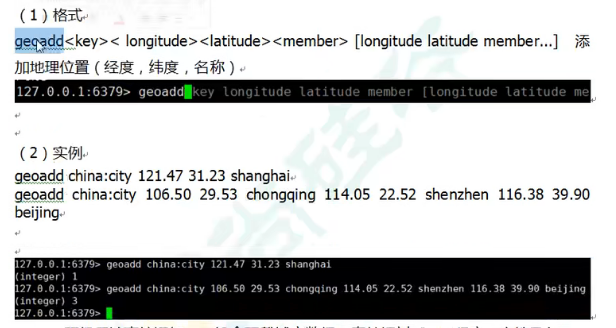 （1）格式
geoadd<key>< longitude><latitude><member> [longitude latitude member...] 添
加地理位置（经度，纬度，名称）
127.0.0.1:6379> geoadd key longitude latitude member [longitude latitude me
（2）实例
geoadd china:city 121.47 31.23 shanghai
geoadd china:city 106.50 29.53 chongqing 114.05 22.52 shenzhen 116.38 39.90
beijing
127.0.0.1:6379> geoadd china:city 121.47 31.23 shanghai
(integer) 1
127.0.0.1:6379> geoadd china:city 106.50 29.53 chongqing 114.05 22.52 shenzhen 116.38 39.90 beijing
(integer) 3
127.0.0.1:6379>